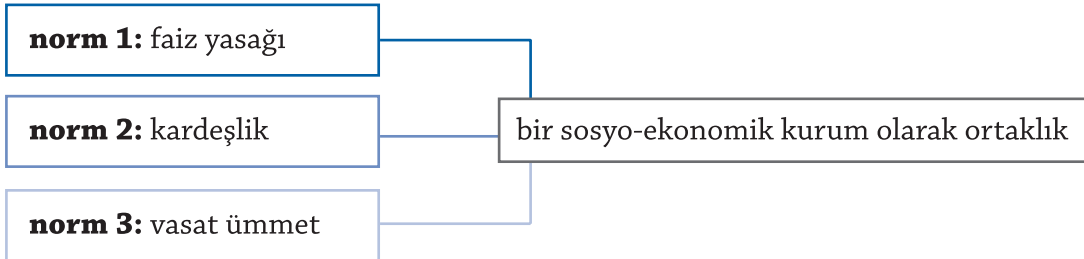 norm 1: faiz yasağı
norm 2: kardeşlik
bir sosyo-ekonomik kurum olarak ortaklık
norm 3: vasat ümmet